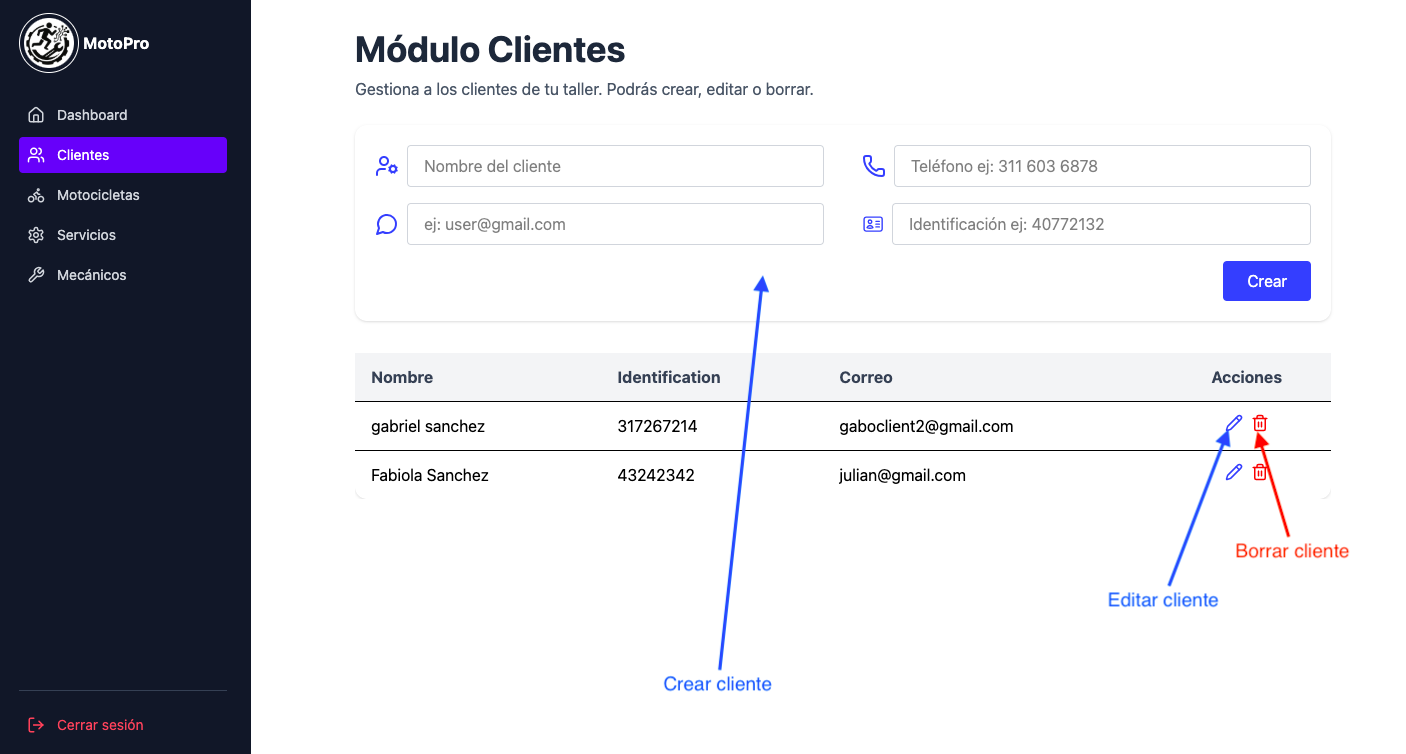 MotoPro
Dashboard
Clientes
Motocicletas
Servicios
Mecánicos
Cerrar sesión
Módulo Clientes
Gestiona a los clientes de tu taller. Podrás crear, editar o borrar.
Nombre del cliente
Teléfono ej: 311 603 6878
ej: user@gmail.com
Identificación ej: 40772132
Crear
Nombre Identification Correo Acciones
gabriel sanchez 317267214 gaboclient2@gmail.com
Fabiola Sanchez 43242342 julian@gmail.com
Borrar cliente
Editar cliente
Crear cliente